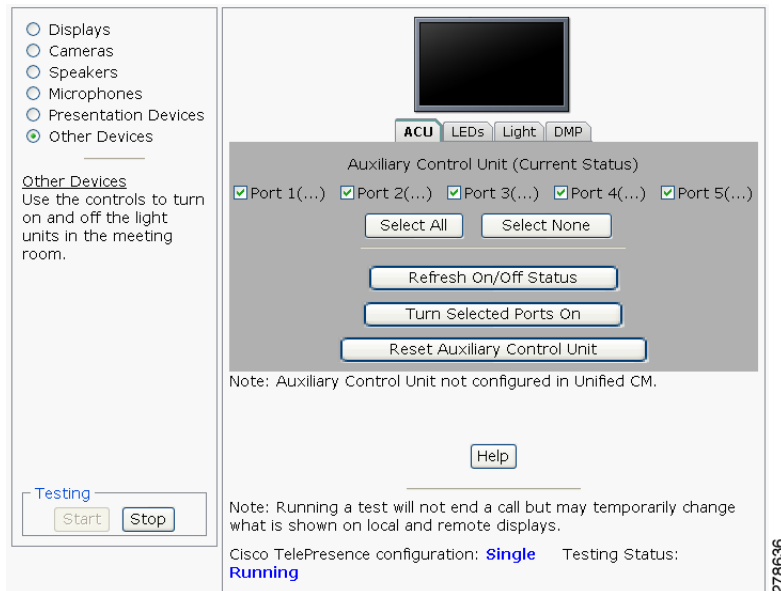 Displays
Cameras
Speakers
Microphones
Presentation Devices
Other Devices
Other Devices
Use the controls to turn
on and off the light
units in the meeting
room.
Testing
Start Stop
ACU LEDs Light DMP
Auxiliary Control Unit (Current Status)
Port 1(...) Port 2(...) Port 3(...) Port 4(...) Port 5(...)
Select All Select None
Refresh On/Off Status
Turn Selected Ports On
Reset Auxiliary Control Unit
Note: Auxiliary Control Unit not configured in Unified CM.
Help
Note: Running a test will not end a call but may temporarily change
what is shown on local and remote displays.
Cisco TelePresence configuration: Single Testing Status:
Running
278636